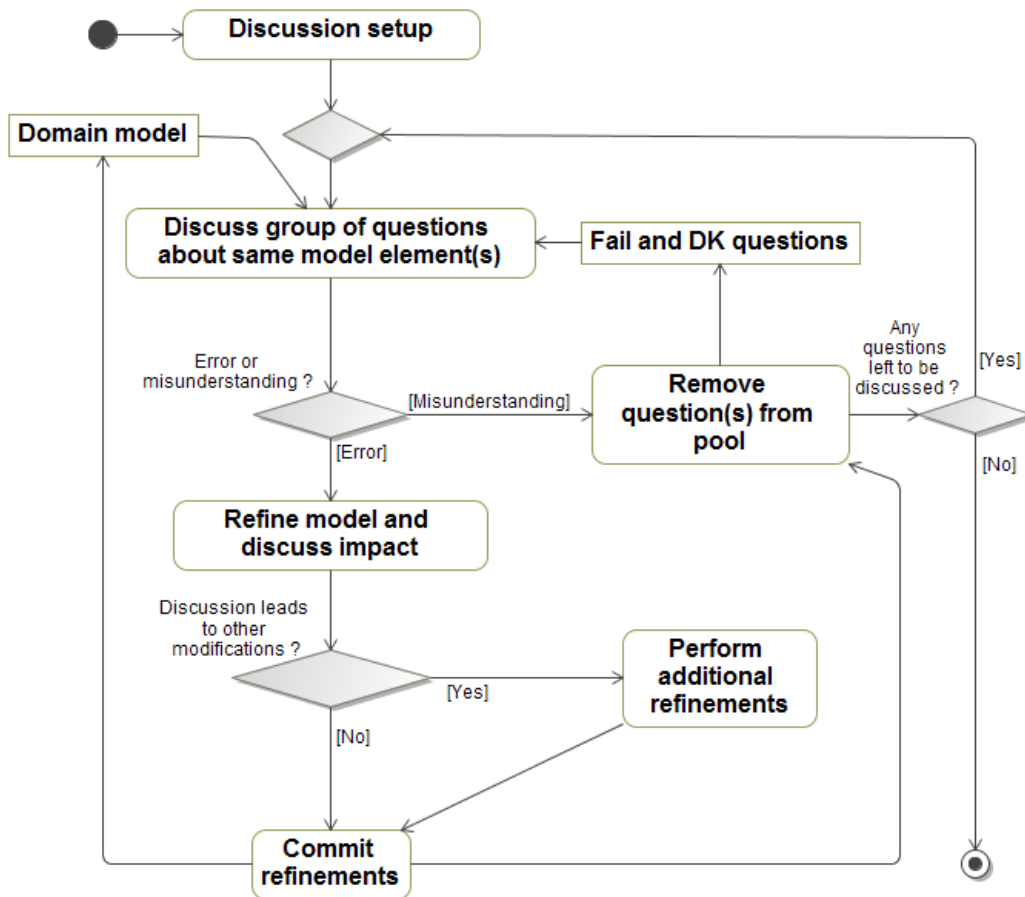 Discussion setup
Domain model
Discuss group of questions
about same model element(s)
Fail and DK questions
Error or
misunderstanding ?
[Misunderstanding]
[Error]
Remove
question(s) from
pool
Any
questions
left to be
discussed ?
[Yes]
[No]
Refine model and
discuss impact
Discussion leads
to other
modifications ?
[Yes]
[No]
Perform
additional
refinements
Commit
refinements